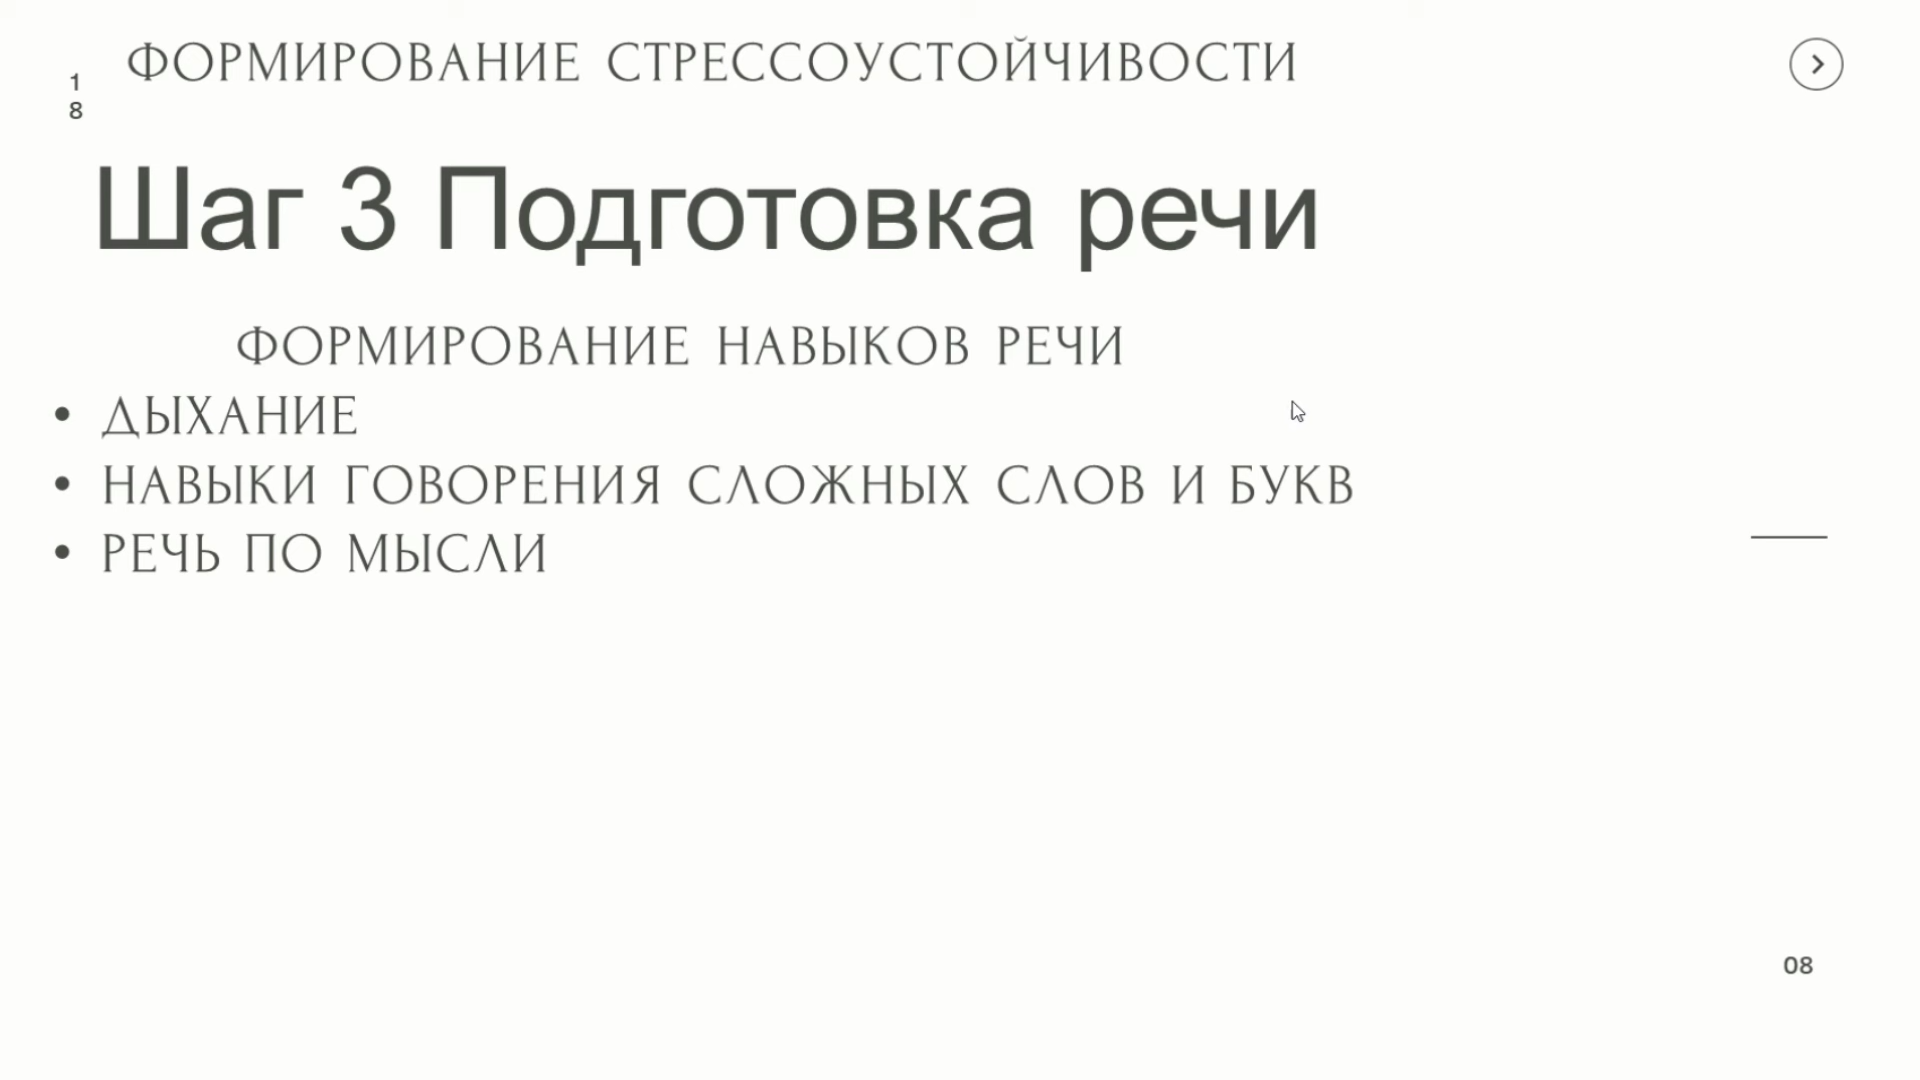 ФОРМИРОВАНИЕ СТРЕССОУСТОЙЧИВОСТИ
1
8
Шаг 3 Подготовка речи
ФОРМИРОВАНИЕ НАВЫКОВ РЕЧИ
• ДЫХАНИЕ
• НАВЫКИ ГОВОРЕНИЯ СЛОЖНЫХ СЛОВ И БУКВ
• РЕЧЬ ПО МЫСЛИ
08